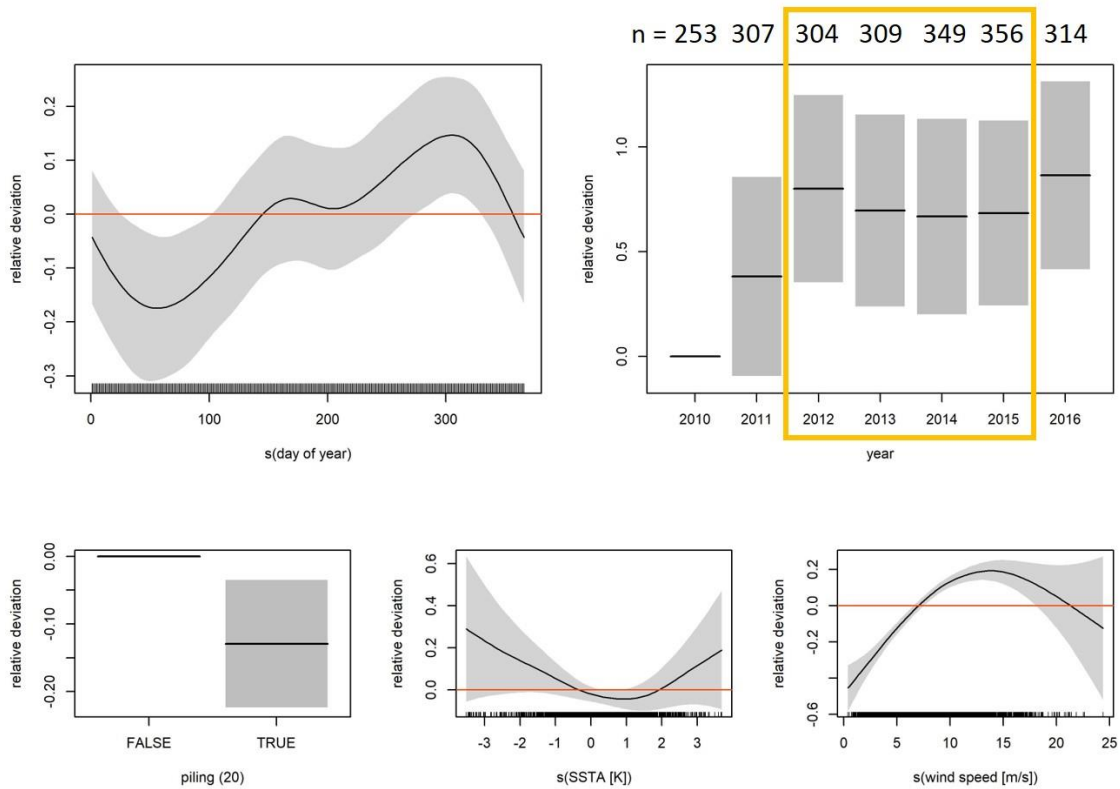 n = 253 307 304 309 349 356 314
relative deviation
0.2
0.1
0.0
-0.1
-0.2
-0.3
0 100 200 300
s(day of year)
relative deviation
1.0
0.5
0.0
2010 2011 2012 2013 2014 2015 2016
year
relative deviation
0.00
-0.10
-0.20
FALSE TRUE
piling (20)
relative deviation
0.6
0.4
0.2
0.0
-3 -2 -1 0 1 2 3
s(SSTA [K])
relative deviation
0.2
0.0
-0.2
-0.6
0 5 10 15 20 25
s(wind speed [m/s])